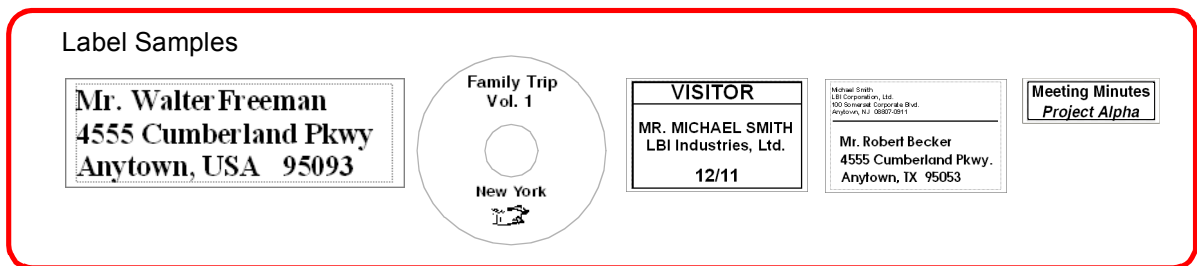 Label Samples
Mr. Walter Freeman
4555 Cumberland Pkwy
Anytown, USA 95093
Family Trip
Vol. 1
New York
VISITOR
MR. MICHAEL SMITH
LBI Industries, Ltd.
12/11
Michael Smith
LBI Corporation, Ltd.
100 Somerset Corporate Blvd.
Anytown, NJ 08807-0911
Mr. Robert Becker
4555 Cumberland Pkwy.
Anytown, TX 95053
Meeting Minutes
Project Alpha